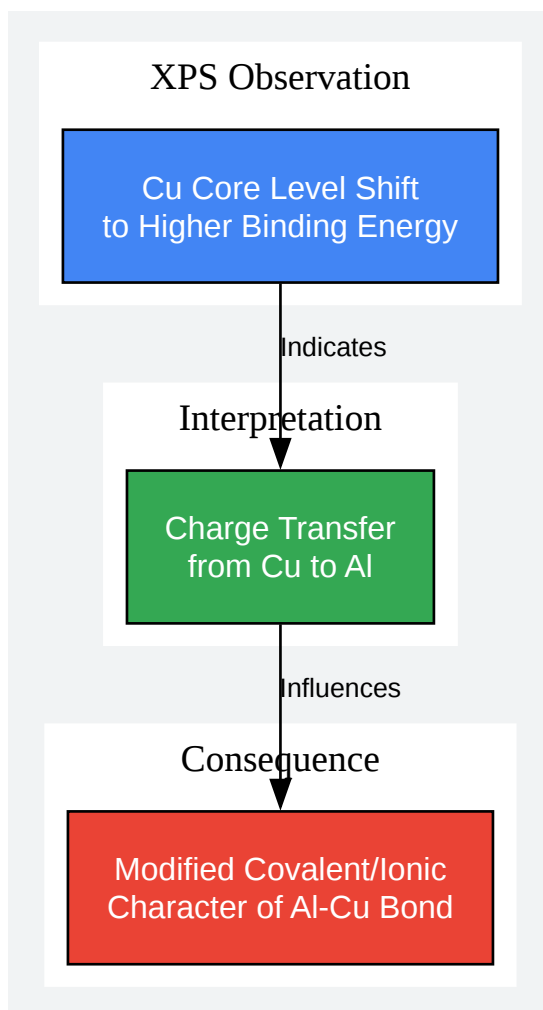 XPS Observation
Cu Core Level Shift
to Higher Binding Energy
Indicates
Interpretation
Charge Transfer
from Cu to Al
Influences
Consequence
Modified Covalent/Ionic
Character of Al-Cu Bond